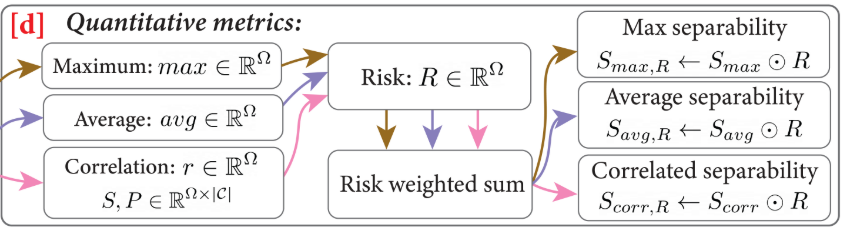 [d] Quantitative metrics:
Maximum: max ∈ ℝ^Ω
Average: avg ∈ ℝ^Ω
Correlation: r ∈ ℝ^Ω
S, P ∈ ℝ^{Ω×|𝒞|}
Risk: R ∈ ℝ^Ω
Risk weighted sum
Max separability
S_{max,R} ← S_{max} ⊙ R
Average separability
S_{avg,R} ← S_{avg} ⊙ R
Correlated separability
S_{corr,R} ← S_{corr} ⊙ R